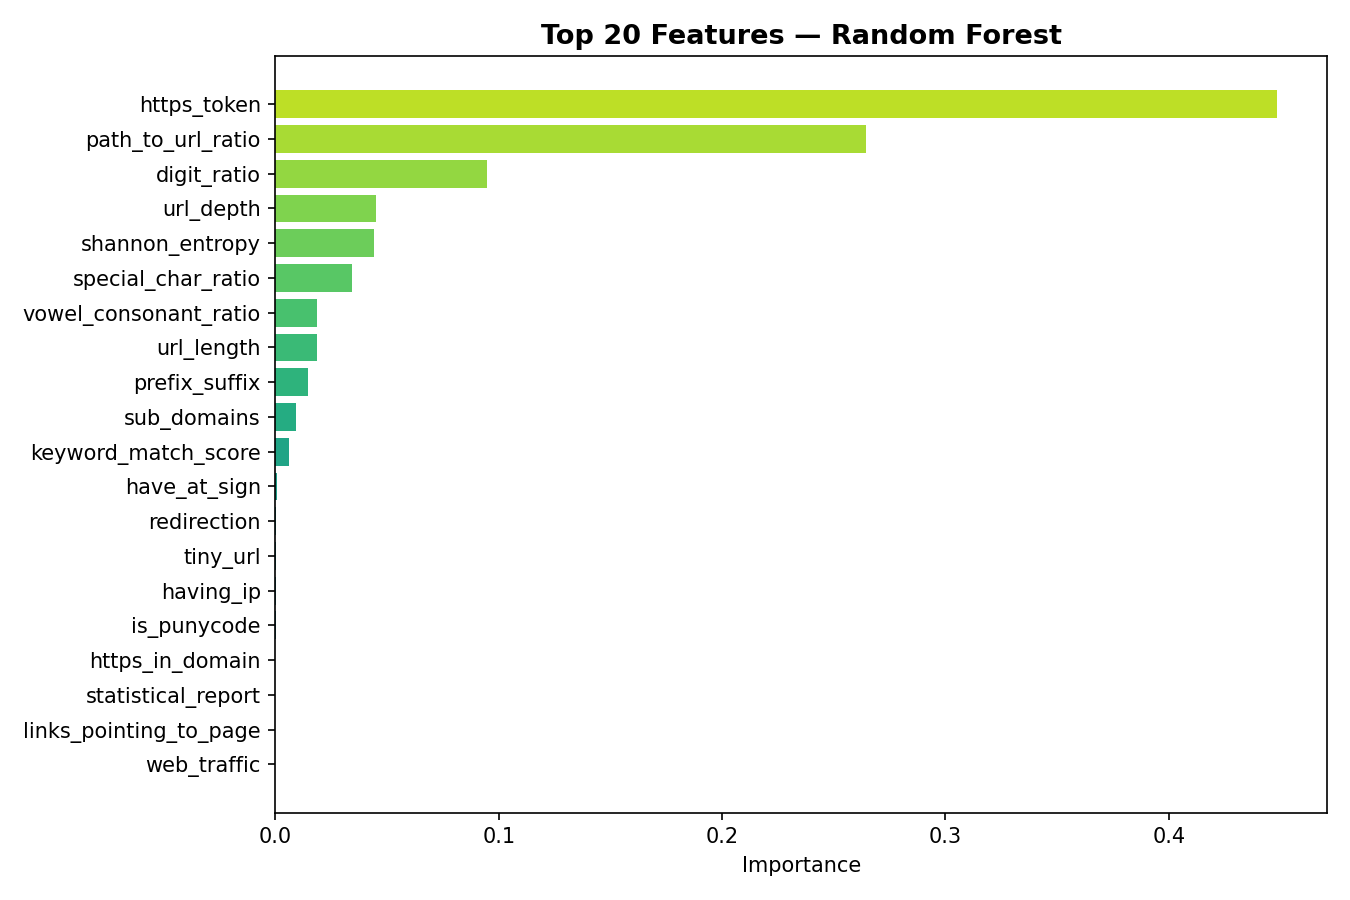 Top 20 Features — Random Forest
https_token
path_to_url_ratio
digit_ratio
url_depth
shannon_entropy
special_char_ratio
vowel_consonant_ratio
url_length
prefix_suffix
sub_domains
keyword_match_score
have_at_sign
redirection
tiny_url
having_ip
is_punycode
https_in_domain
statistical_report
links_pointing_to_page
web_traffic
0.0 0.1 0.2 0.3 0.4
Importance